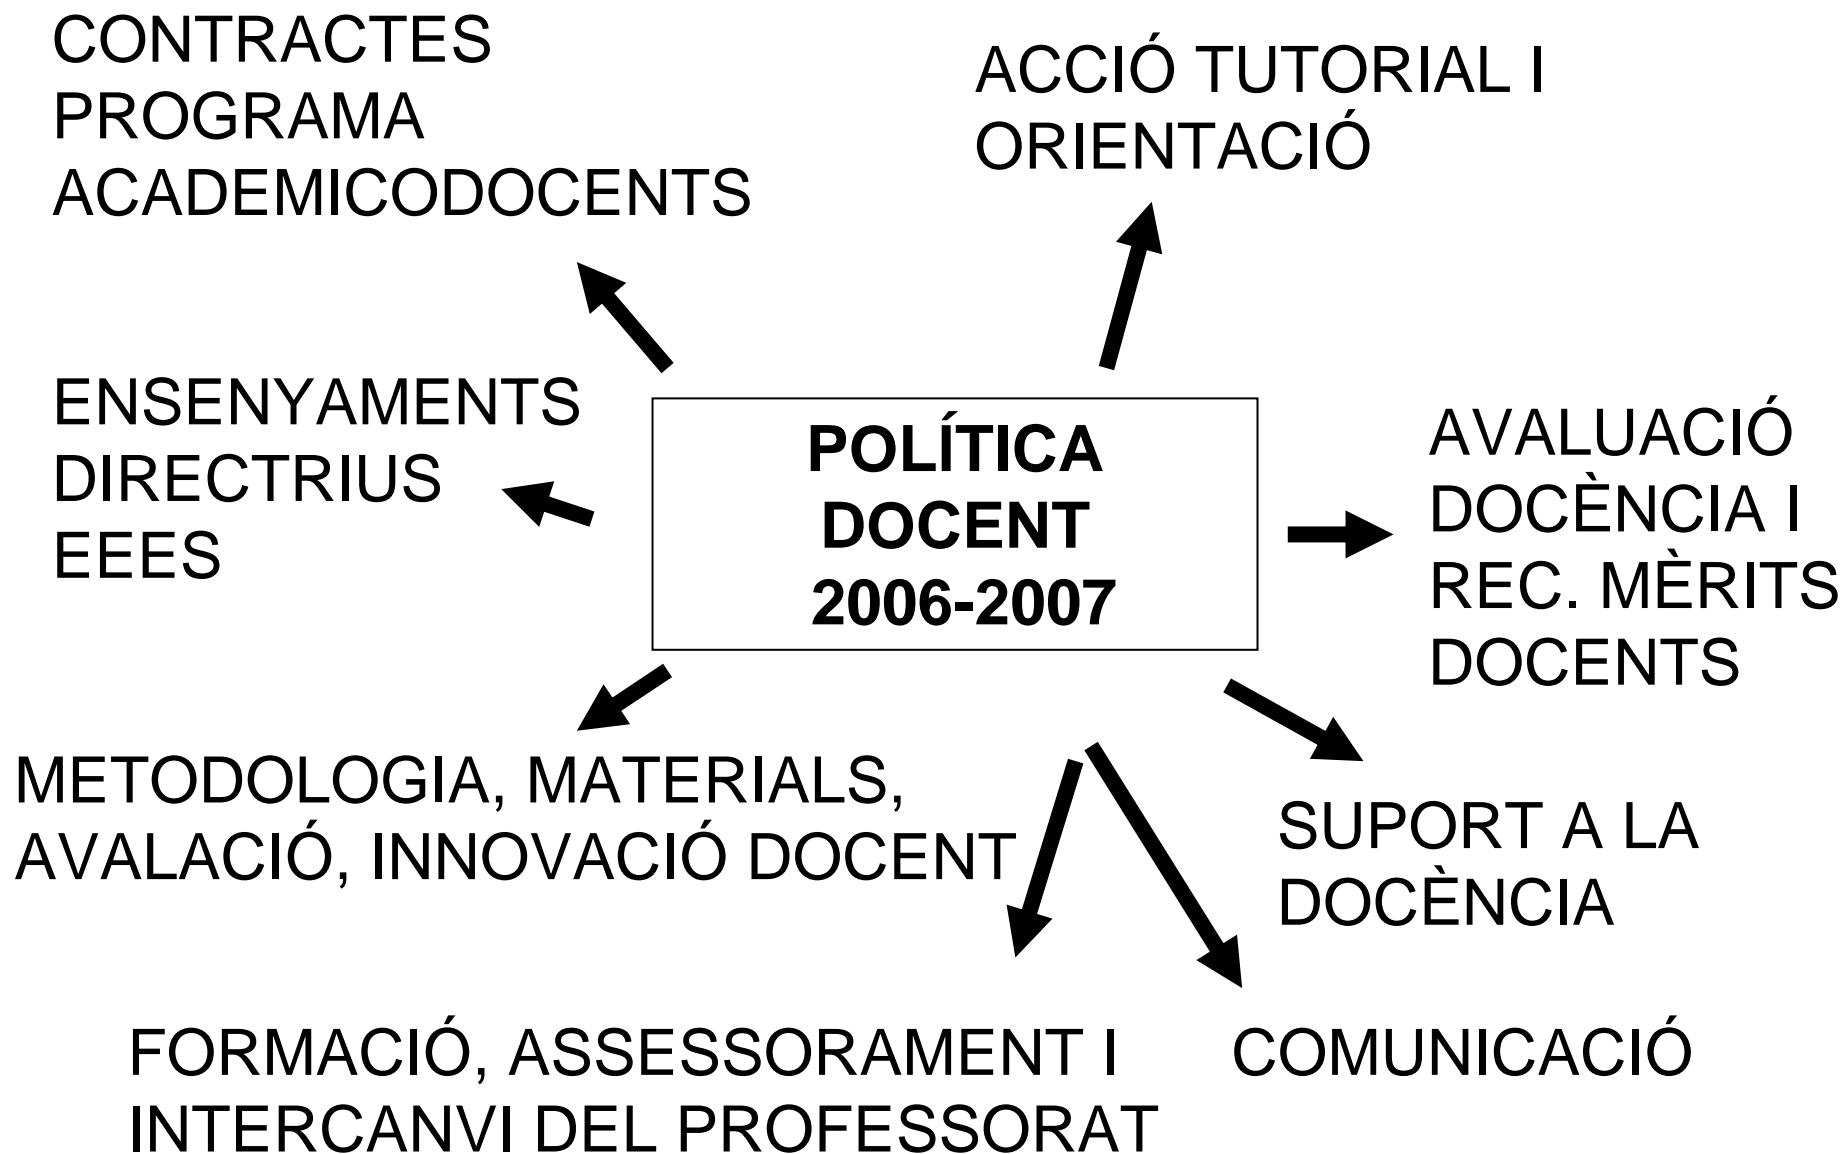 CONTRACTES
PROGRAMA
ACADEMICODOCENTS
ACCIÓ TUTORIAL I
ORIENTACIÓ
ENSENYAMENTS
DIRECTRIUS
EEES
POLÍTICA
DOCENT
2006-2007
AVALUACIÓ
DOCÈNCIA I
REC. MÈRITS
DOCENTS
METODOLOGIA, MATERIALS,
AVALACIÓ, INNOVACIÓ DOCENT
SUPORT A LA
DOCÈNCIA
FORMACIÓ, ASSESSORAMENT I
INTERCANVI DEL PROFESSORAT
COMUNICACIÓ